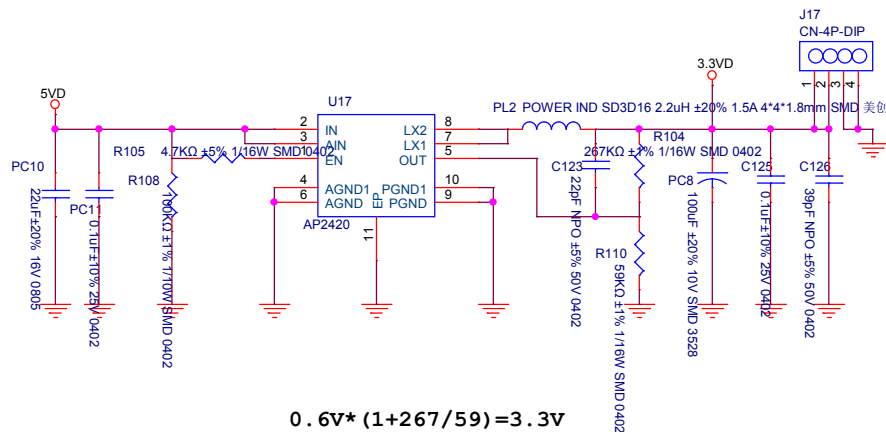 J17
CN-4P-DIP
1
2
3
4
5VD
3.3VD
U17
PL2 POWER IND SD3D16 2.2uH ±20% 1.5A 4*4*1.8mm SMD 美创
2
IN
LX2
8
3
AIN
LX1
7
1
EN
OUT
5
4
AGND1
PGND1
10
6
AGND
PGND
9
EP
11
AP2420
R105
4.7KΩ ±5% 1/16W SMD 0402
PC10
22uF±20% 16V 0805
PC11
0.1uF±10% 25V 0402
R108
100KΩ ±1% 1/10W SMD 0402
R104
267KΩ ±1% 1/16W SMD 0402
C123
22pF NPO ±5% 50V 0402
R110
59KΩ ±1% 1/16W SMD 0402
PC8
100uF ±20% 10V SMD 3528
C125
0.1uF±10% 25V 0402
C126
39pF NPO ±5% 50V 0402
0.6V*(1+267/59)=3.3V